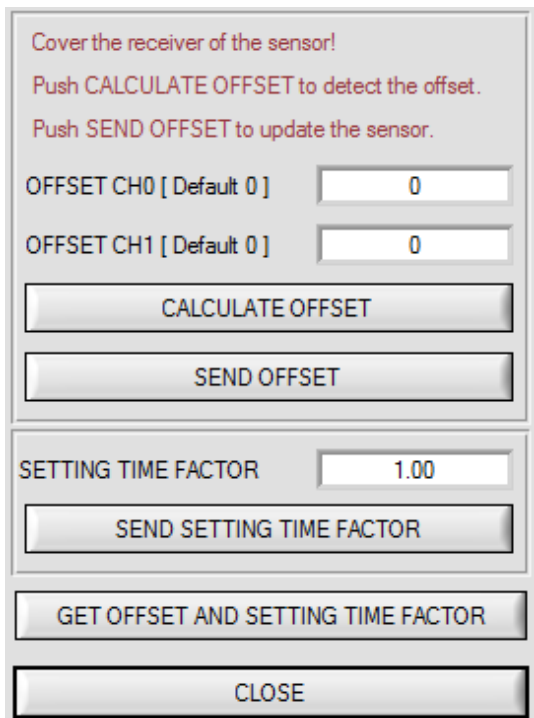 Cover the receiver of the sensor!
Push CALCULATE OFFSET to detect the offset.
Push SEND OFFSET to update the sensor.
OFFSET CH0 [ Default 0 ] 0
OFFSET CH1 [ Default 0 ] 0
CALCULATE OFFSET
SEND OFFSET
SETTING TIME FACTOR 1.00
SEND SETTING TIME FACTOR
GET OFFSET AND SETTING TIME FACTOR
CLOSE